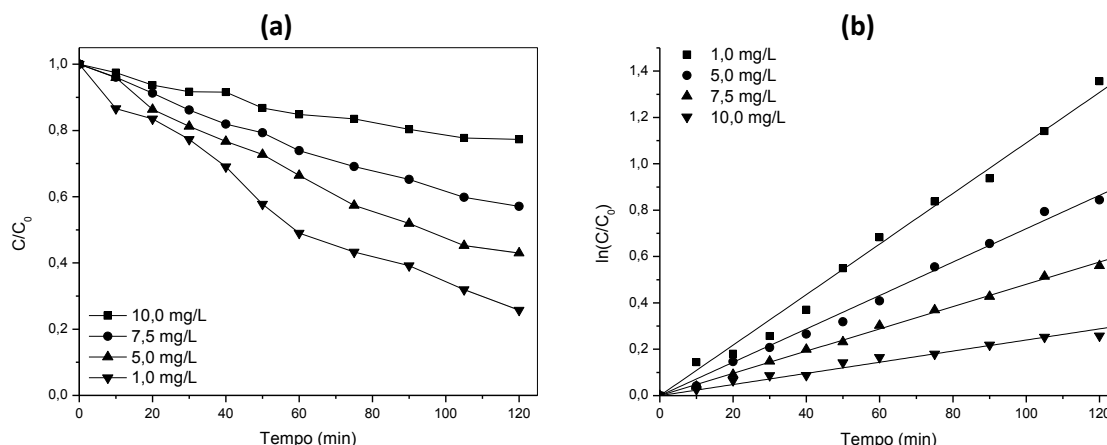 (a)
1,0
0,8
0,6
0,4
0,2
0,0
C/C0
10,0 mg/L
7,5 mg/L
5,0 mg/L
1,0 mg/L
0 20 40 60 80 100 120
Tempo (min)
(b)
1,0 mg/L
5,0 mg/L
7,5 mg/L
10,0 mg/L
1,4
1,2
1,0
0,8
0,6
0,4
0,2
0,0
ln(C/C0)
0 20 40 60 80 100 120
Tempo (min)